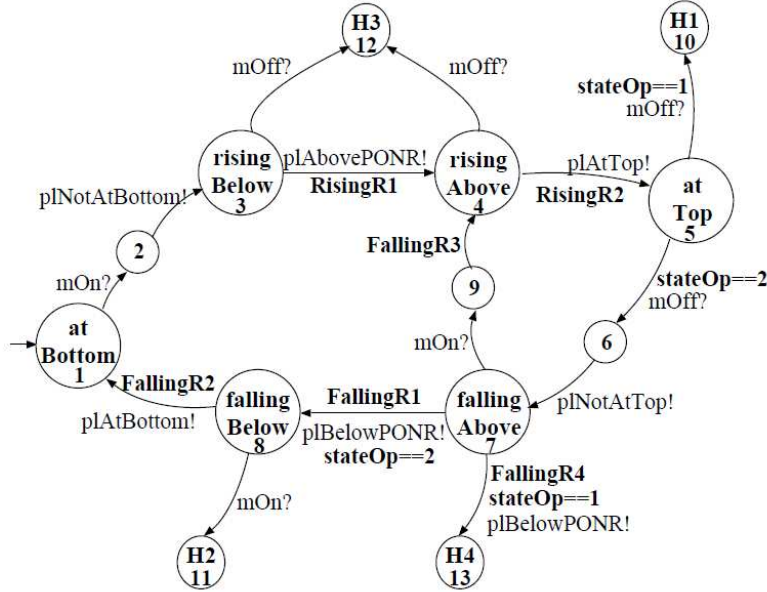 H3
12
H1
10
mOff?
mOff?
stateOp==1
mOff?
rising
Below
3
plAbovePONR!
RisingR1
rising
Above
4
plAtTop!
RisingR2
at
Top
5
plNotAtBottom!
2
FallingR3
9
stateOp==2
mOff?
mOn?
at
Bottom
1
mOn?
6
FallingR2
plAtBottom!
falling
Below
8
FallingR1
plBelowPONR!
stateOp==2
falling
Above
7
plNotAtTop!
mOn?
FallingR4
stateOp==1
plBelowPONR!
H2
11
H4
13